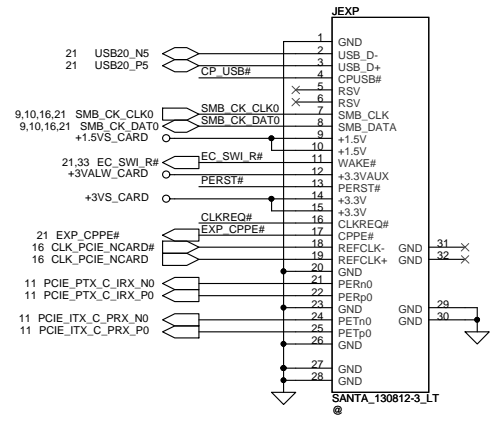 JEXP
1 GND
21 USB20_N5 2 USB_D-
21 USB20_P5 3 USB_D+
CP_USB# 4 CPUSB#
5 RSV
6 RSV
9,10,16,21 SMB_CK_CLK0 SMB_CK_CLK0 7 SMB_CLK
9,10,16,21 SMB_CK_DAT0 SMB_CK_DAT0 8 SMB_DATA
+1.5VS_CARD 9 +1.5V
10 +1.5V
21,33 EC_SWI_R# EC_SWI_R# 11 WAKE#
+3VALW_CARD 12 +3.3VAUX
PERST# 13 PERST#
+3VS_CARD 14 +3.3V
15 +3.3V
CLKREQ# 16 CLKREQ#
21 EXP_CPPE# EXP_CPPE# 17 CPPE#
16 CLK_PCIE_NCARD# 18 REFCLK- GND 31
16 CLK_PCIE_NCARD 19 REFCLK+ GND 32
20 GND
11 PCIE_PTX_C_IRX_N0 21 PERn0
11 PCIE_PTX_C_IRX_P0 22 PERp0
23 GND GND 29
11 PCIE_ITX_C_PRX_N0 24 PETn0 GND 30
11 PCIE_ITX_C_PRX_P0 25 PETp0
26 GND
27 GND
28 GND
SANTA_130812-3_LT
@